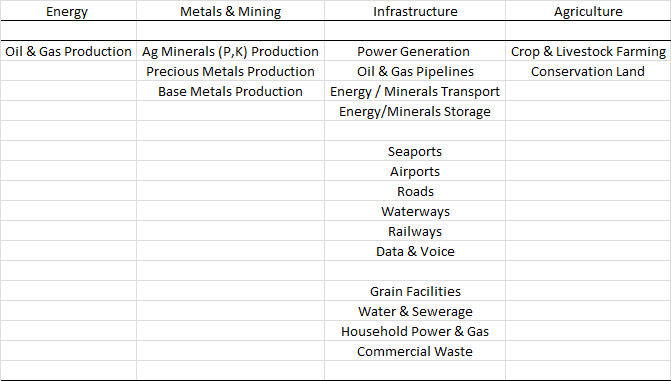 Energy Metals & Mining Infrastructure Agriculture
Oil & Gas Production Ag Minerals (P,K) Production Power Generation Crop & Livestock Farming
Precious Metals Production Oil & Gas Pipelines Conservation Land
Base Metals Production Energy / Minerals Transport
Energy/Minerals Storage
Seaports
Airports
Roads
Waterways
Railways
Data & Voice
Grain Facilities
Water & Sewerage
Household Power & Gas
Commercial Waste